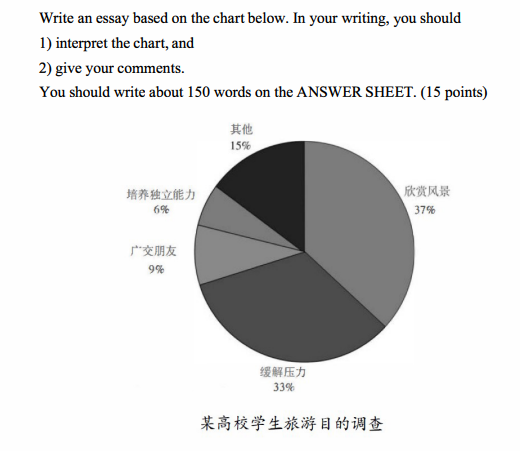 Write an essay based on the chart below. In your writing, you should
1) interpret the chart, and
2) give your comments.
You should write about 150 words on the ANSWER SHEET. (15 points)
其他
15%
培养独立能力
6%
欣赏风景
37%
广交朋友
9%
缓解压力
33%
某高校学生旅游目的调查